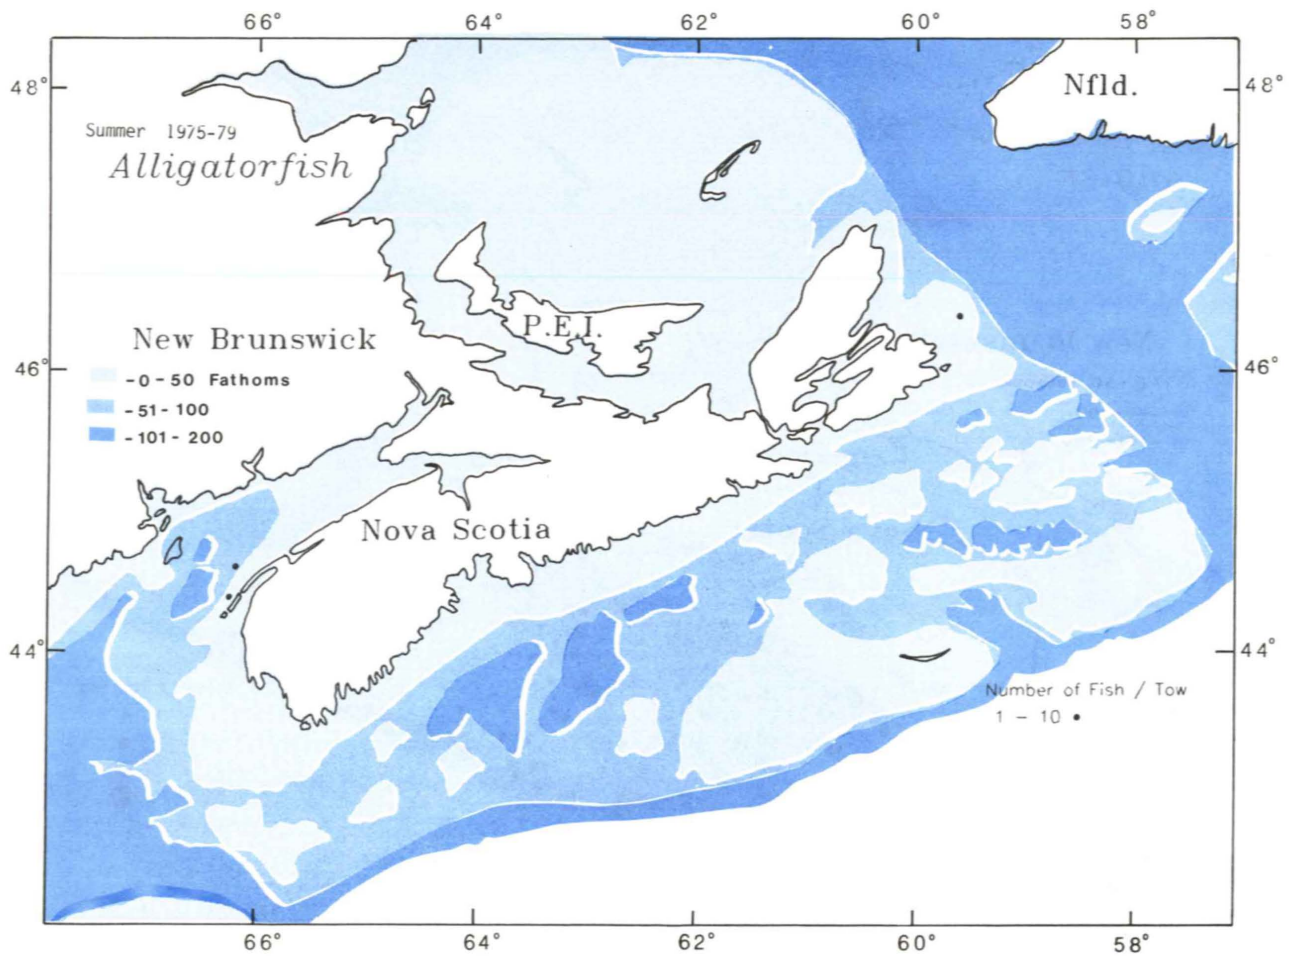 66° 64° 62° 60° 58°
48° 48°
Nfld.
Summer 1975-79
Alligatorfish
P.E.I.
New Brunswick
46° 46°
-0-50 Fathoms
-51-100
-101-200
Nova Scotia
44° 44°
Number of Fish / Tow
1 - 10 •
66° 64° 62° 60° 58°